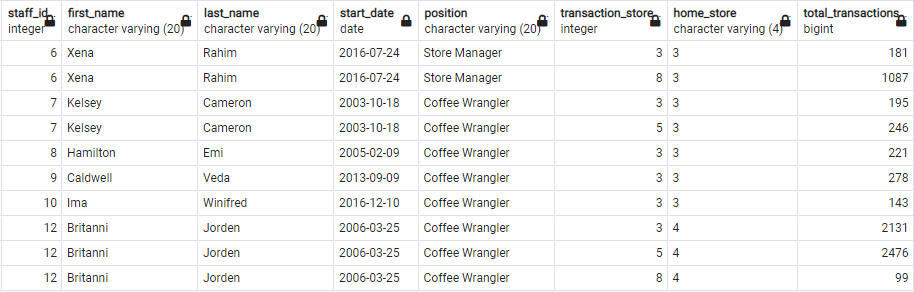 staff_id first_name last_name start_date position transaction_store home_store total_transactions
integer character varying (20) character varying (20) date character varying (20) integer character varying (4) bigint
6 Xena Rahim 2016-07-24 Store Manager 3 3 181
6 Xena Rahim 2016-07-24 Store Manager 8 3 1087
7 Kelsey Cameron 2003-10-18 Coffee Wrangler 3 3 195
7 Kelsey Cameron 2003-10-18 Coffee Wrangler 5 3 246
8 Hamilton Emi 2005-02-09 Coffee Wrangler 3 3 221
9 Caldwell Veda 2013-09-09 Coffee Wrangler 3 3 278
10 Ima Winifred 2016-12-10 Coffee Wrangler 3 3 143
12 Britanni Jorden 2006-03-25 Coffee Wrangler 3 4 2131
12 Britanni Jorden 2006-03-25 Coffee Wrangler 5 4 2476
12 Britanni Jorden 2006-03-25 Coffee Wrangler 8 4 99